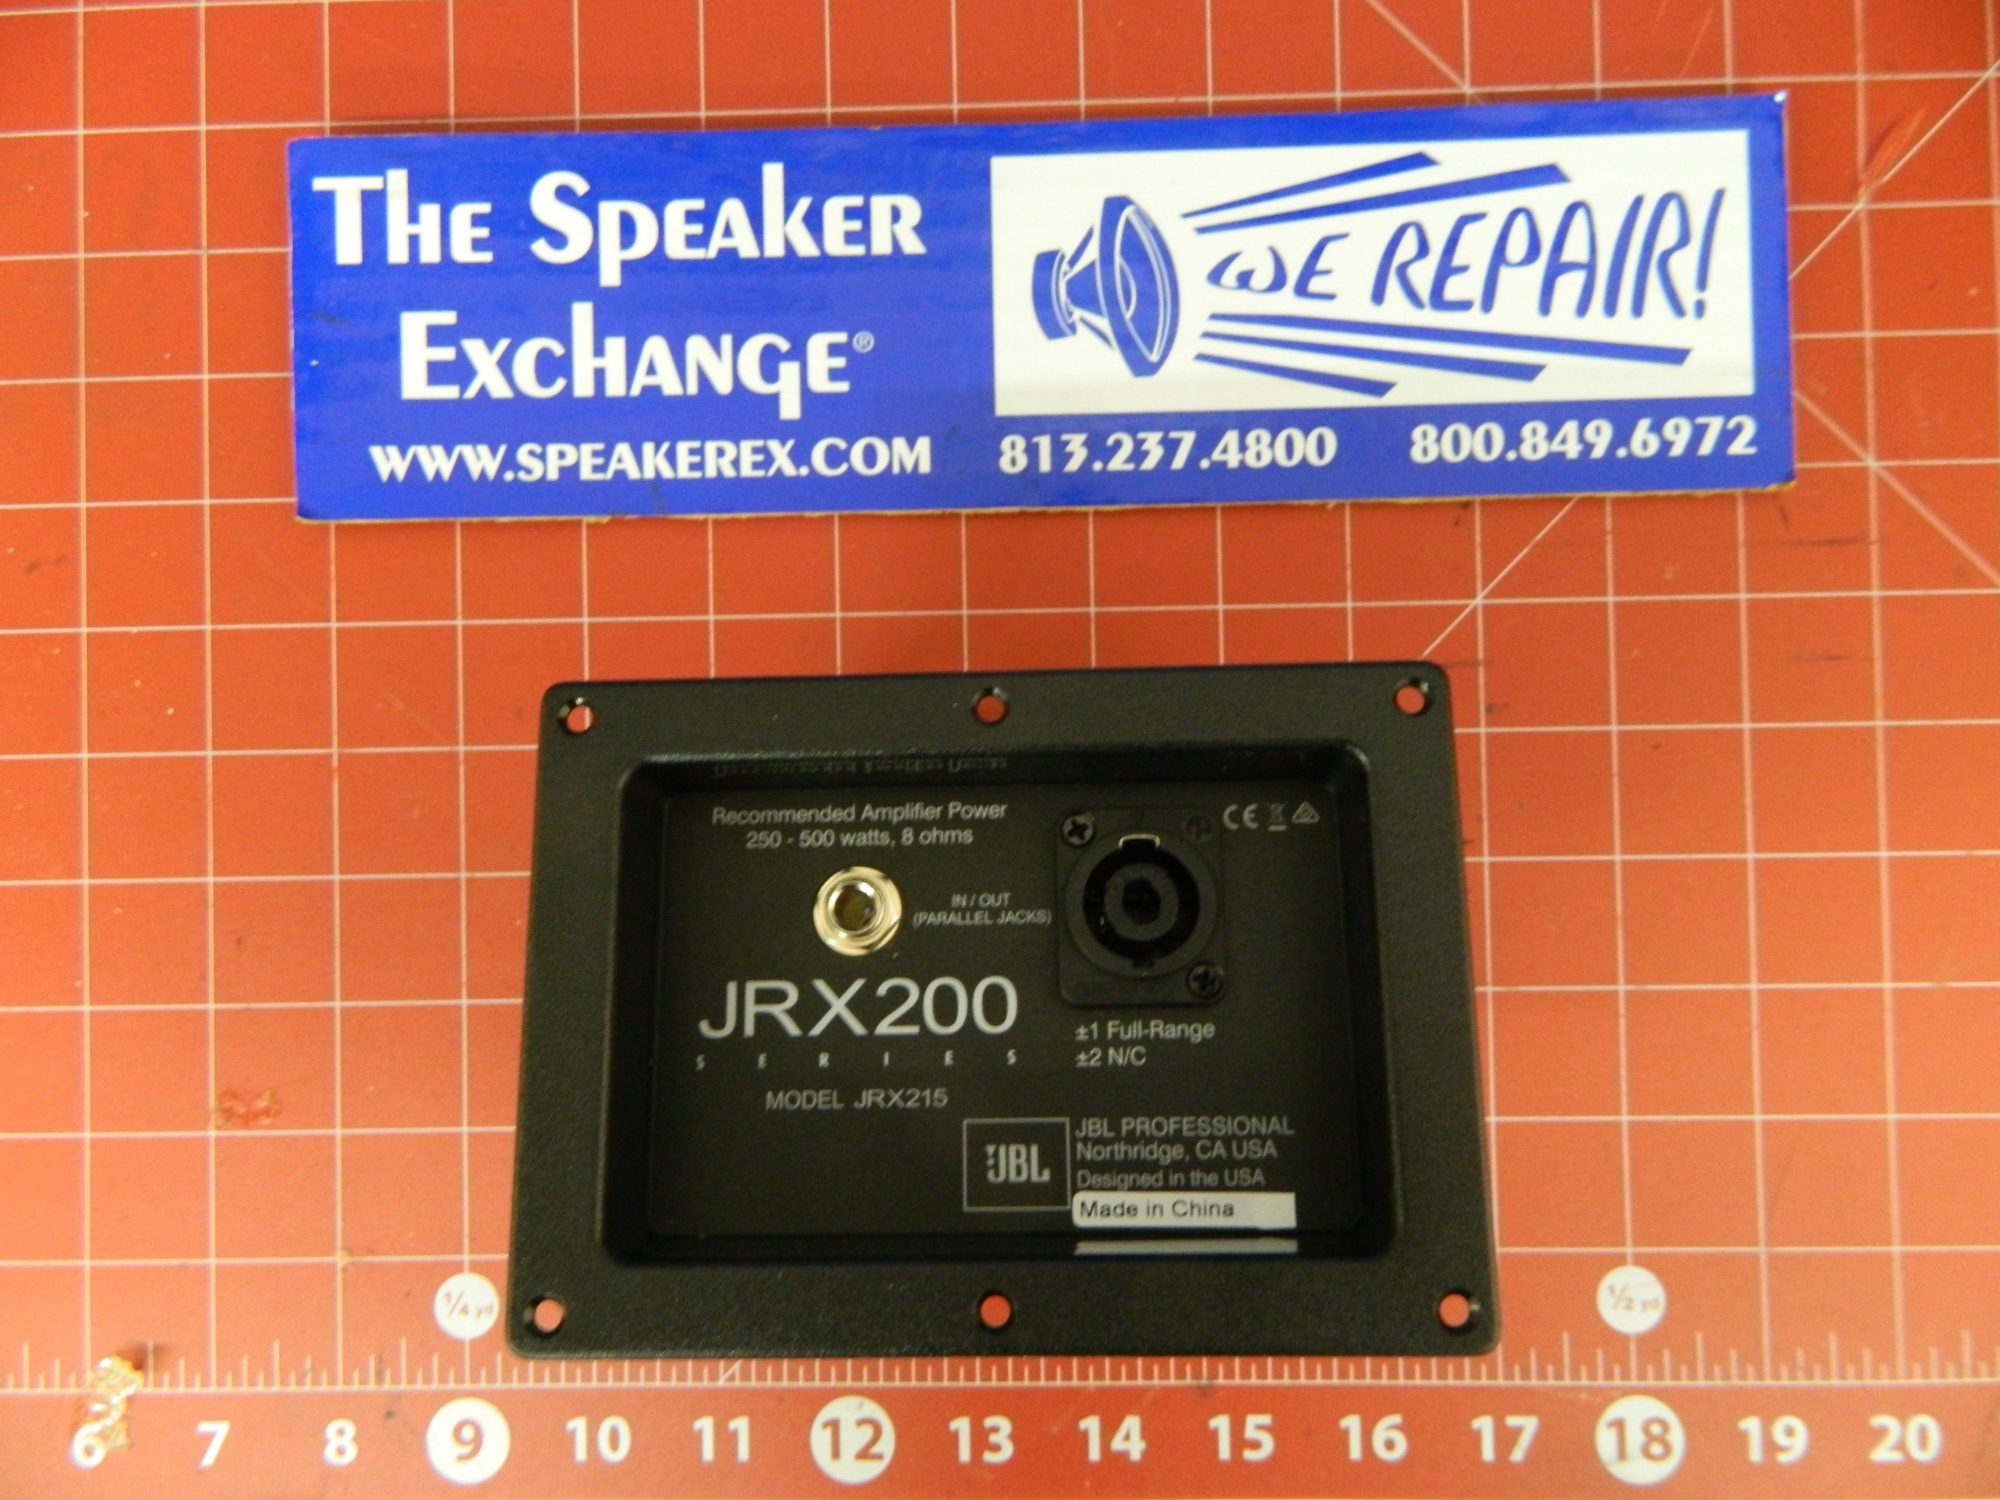 The Speaker
Exchange®
WE REPAIR!
WWW.SPEAKEREX.COM 813.237.4800 800.849.6972
Recommended Amplifier Power
250 - 500 watts, 8 ohms
CE
IN / OUT
(PARALLEL JACKS)
JRX200
SERIES
±1 Full-Range
±2 N/C
MODEL JRX215
JBL
JBL PROFESSIONAL
Northridge, CA USA
Designed in the USA
Made in China
1/4 yd 1/2 yd
6 7 8 9 10 11 12 13 14 15 16 17 18 19 20